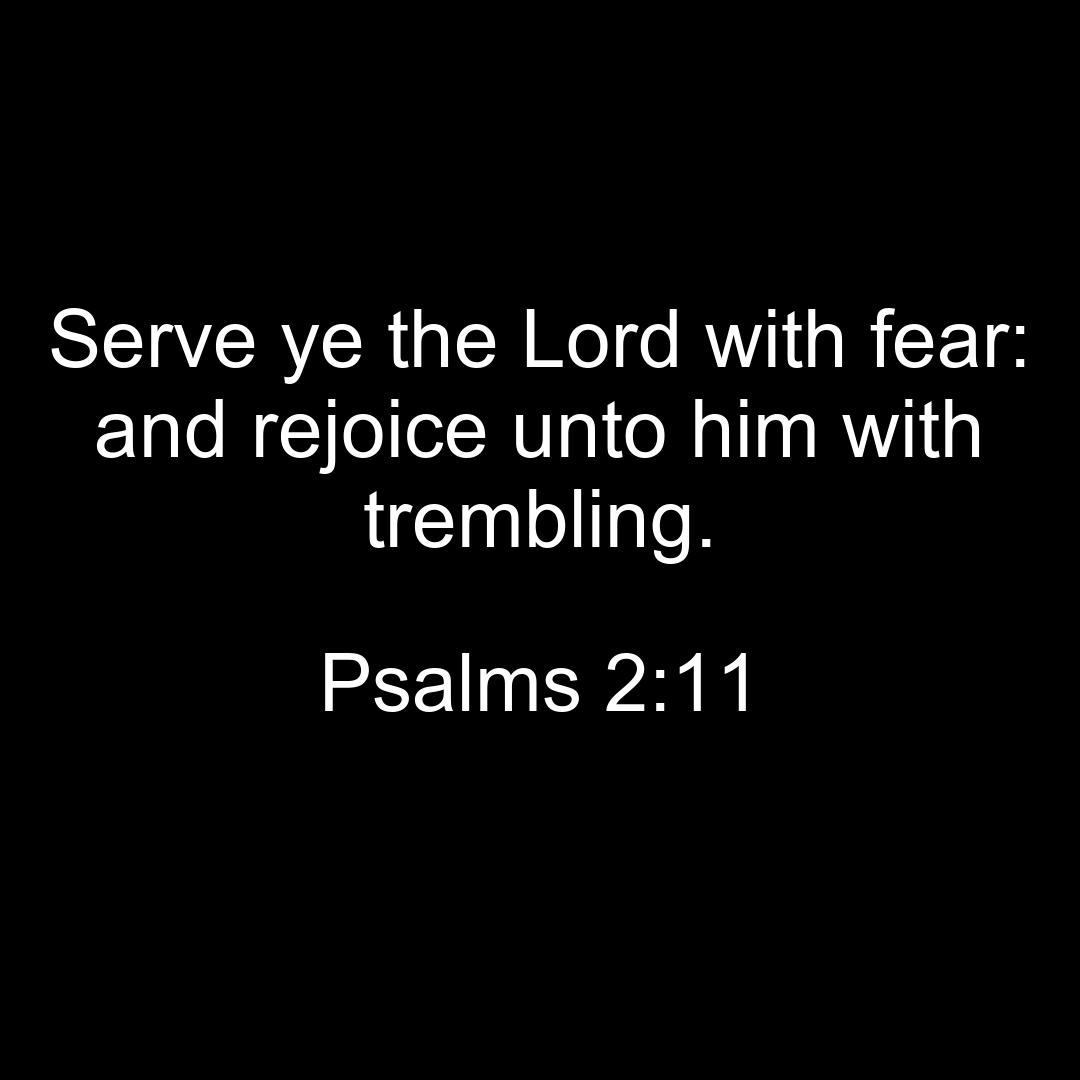 Serve ye the Lord with fear:
and rejoice unto him with
trembling.
Psalms 2:11